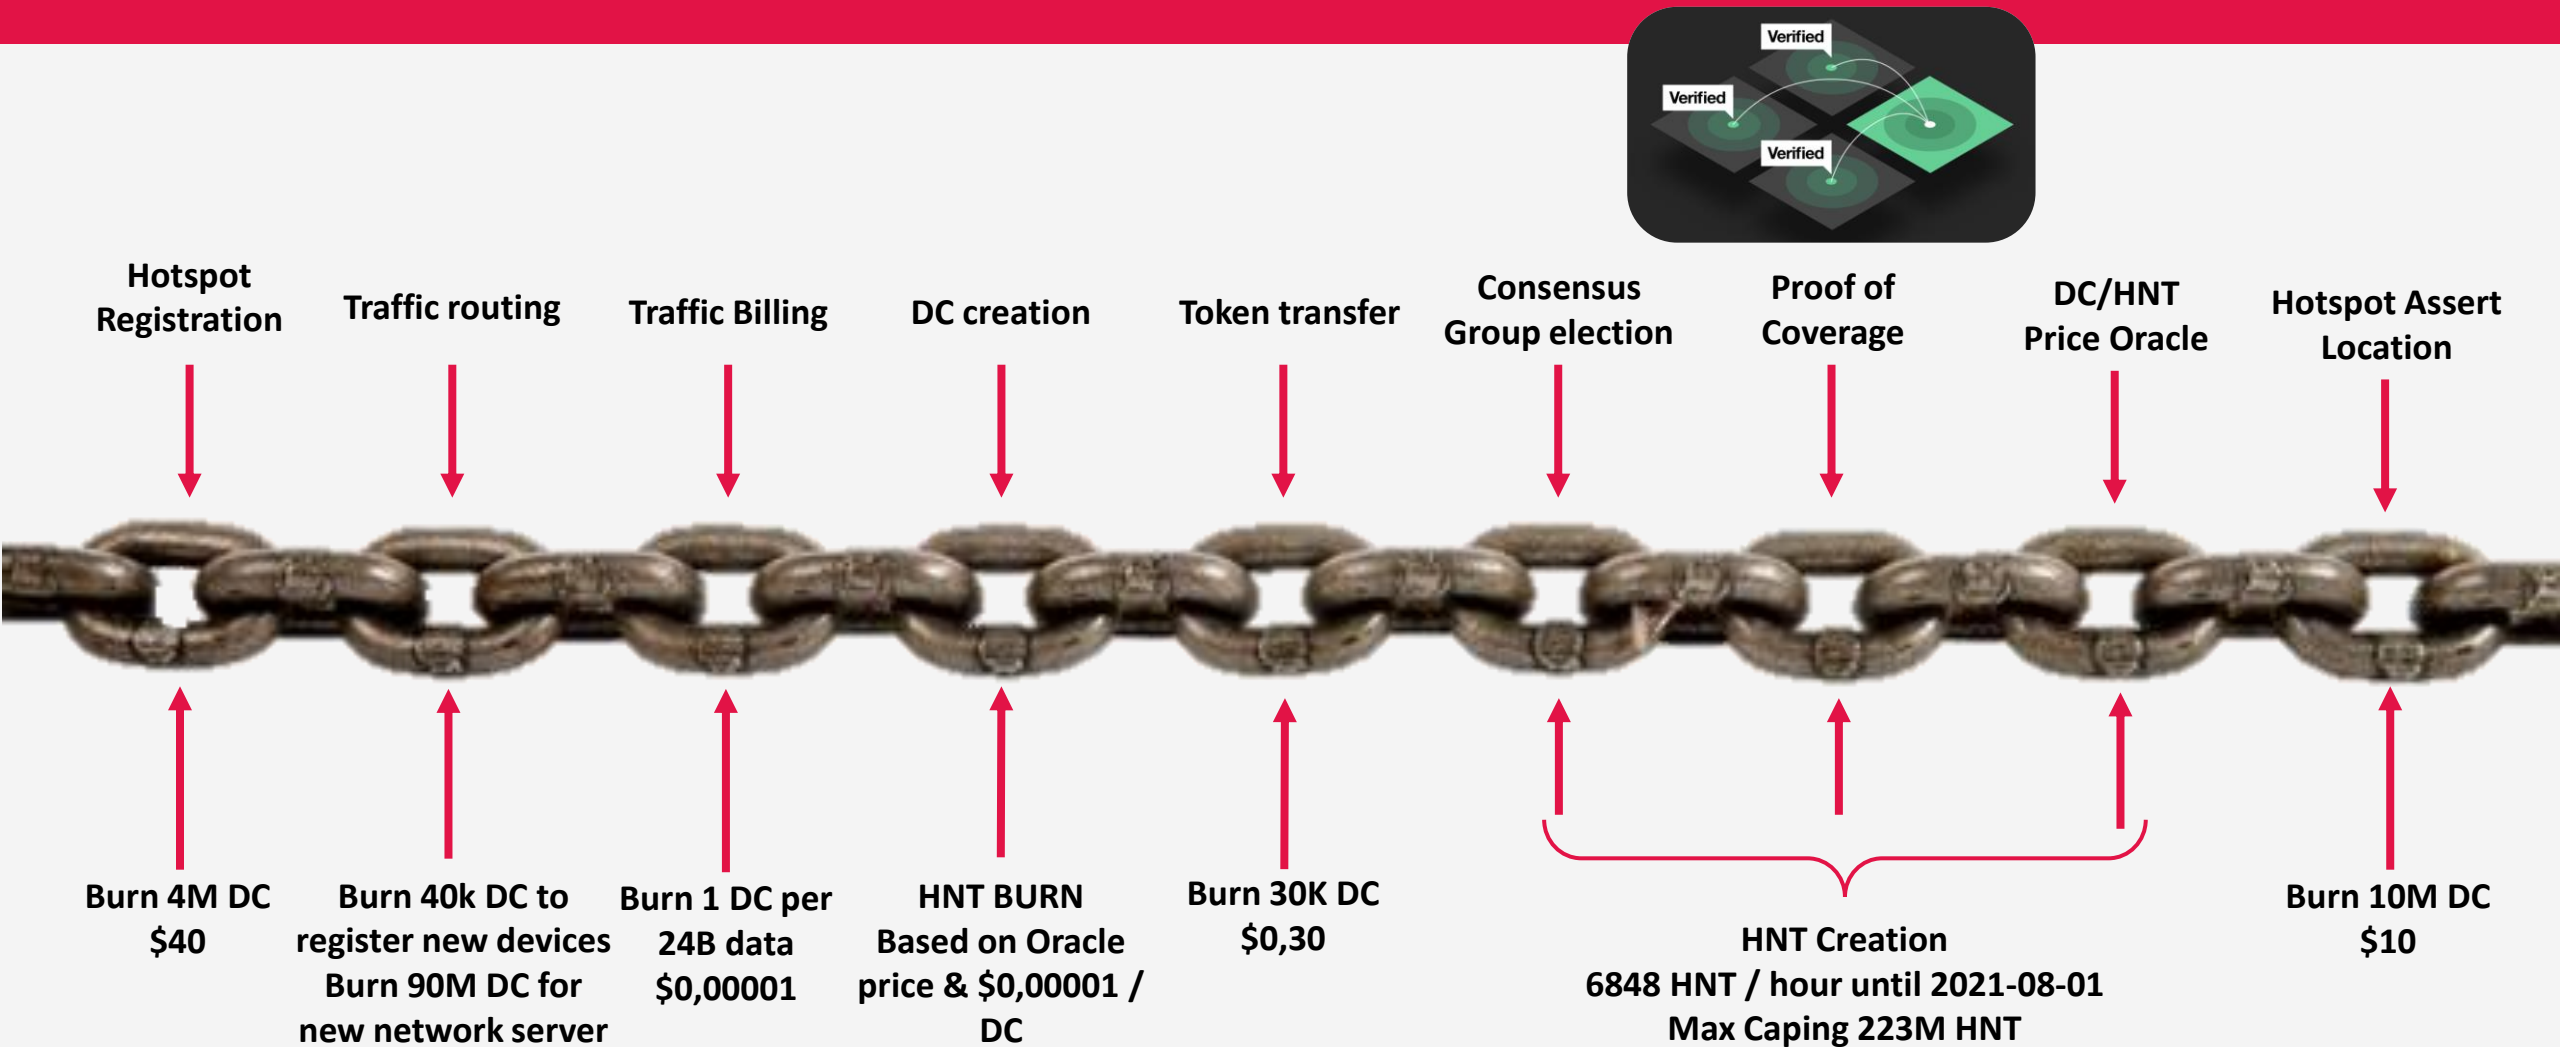 Verified
Verified
Verified
Hotspot
Registration
Traffic routing
Traffic Billing
DC creation
Token transfer
Consensus
Group election
Proof of
Coverage
DC/HNT
Price Oracle
Hotspot Assert
Location
Burn 4M DC
$40
Burn 40k DC to
register new devices
Burn 90M DC for
new network server
Burn 1 DC per
24B data
$0,00001
HNT BURN
Based on Oracle
price & $0,00001 /
DC
Burn 30K DC
$0,30
HNT Creation
6848 HNT / hour until 2021-08-01
Max Caping 223M HNT
Burn 10M DC
$10